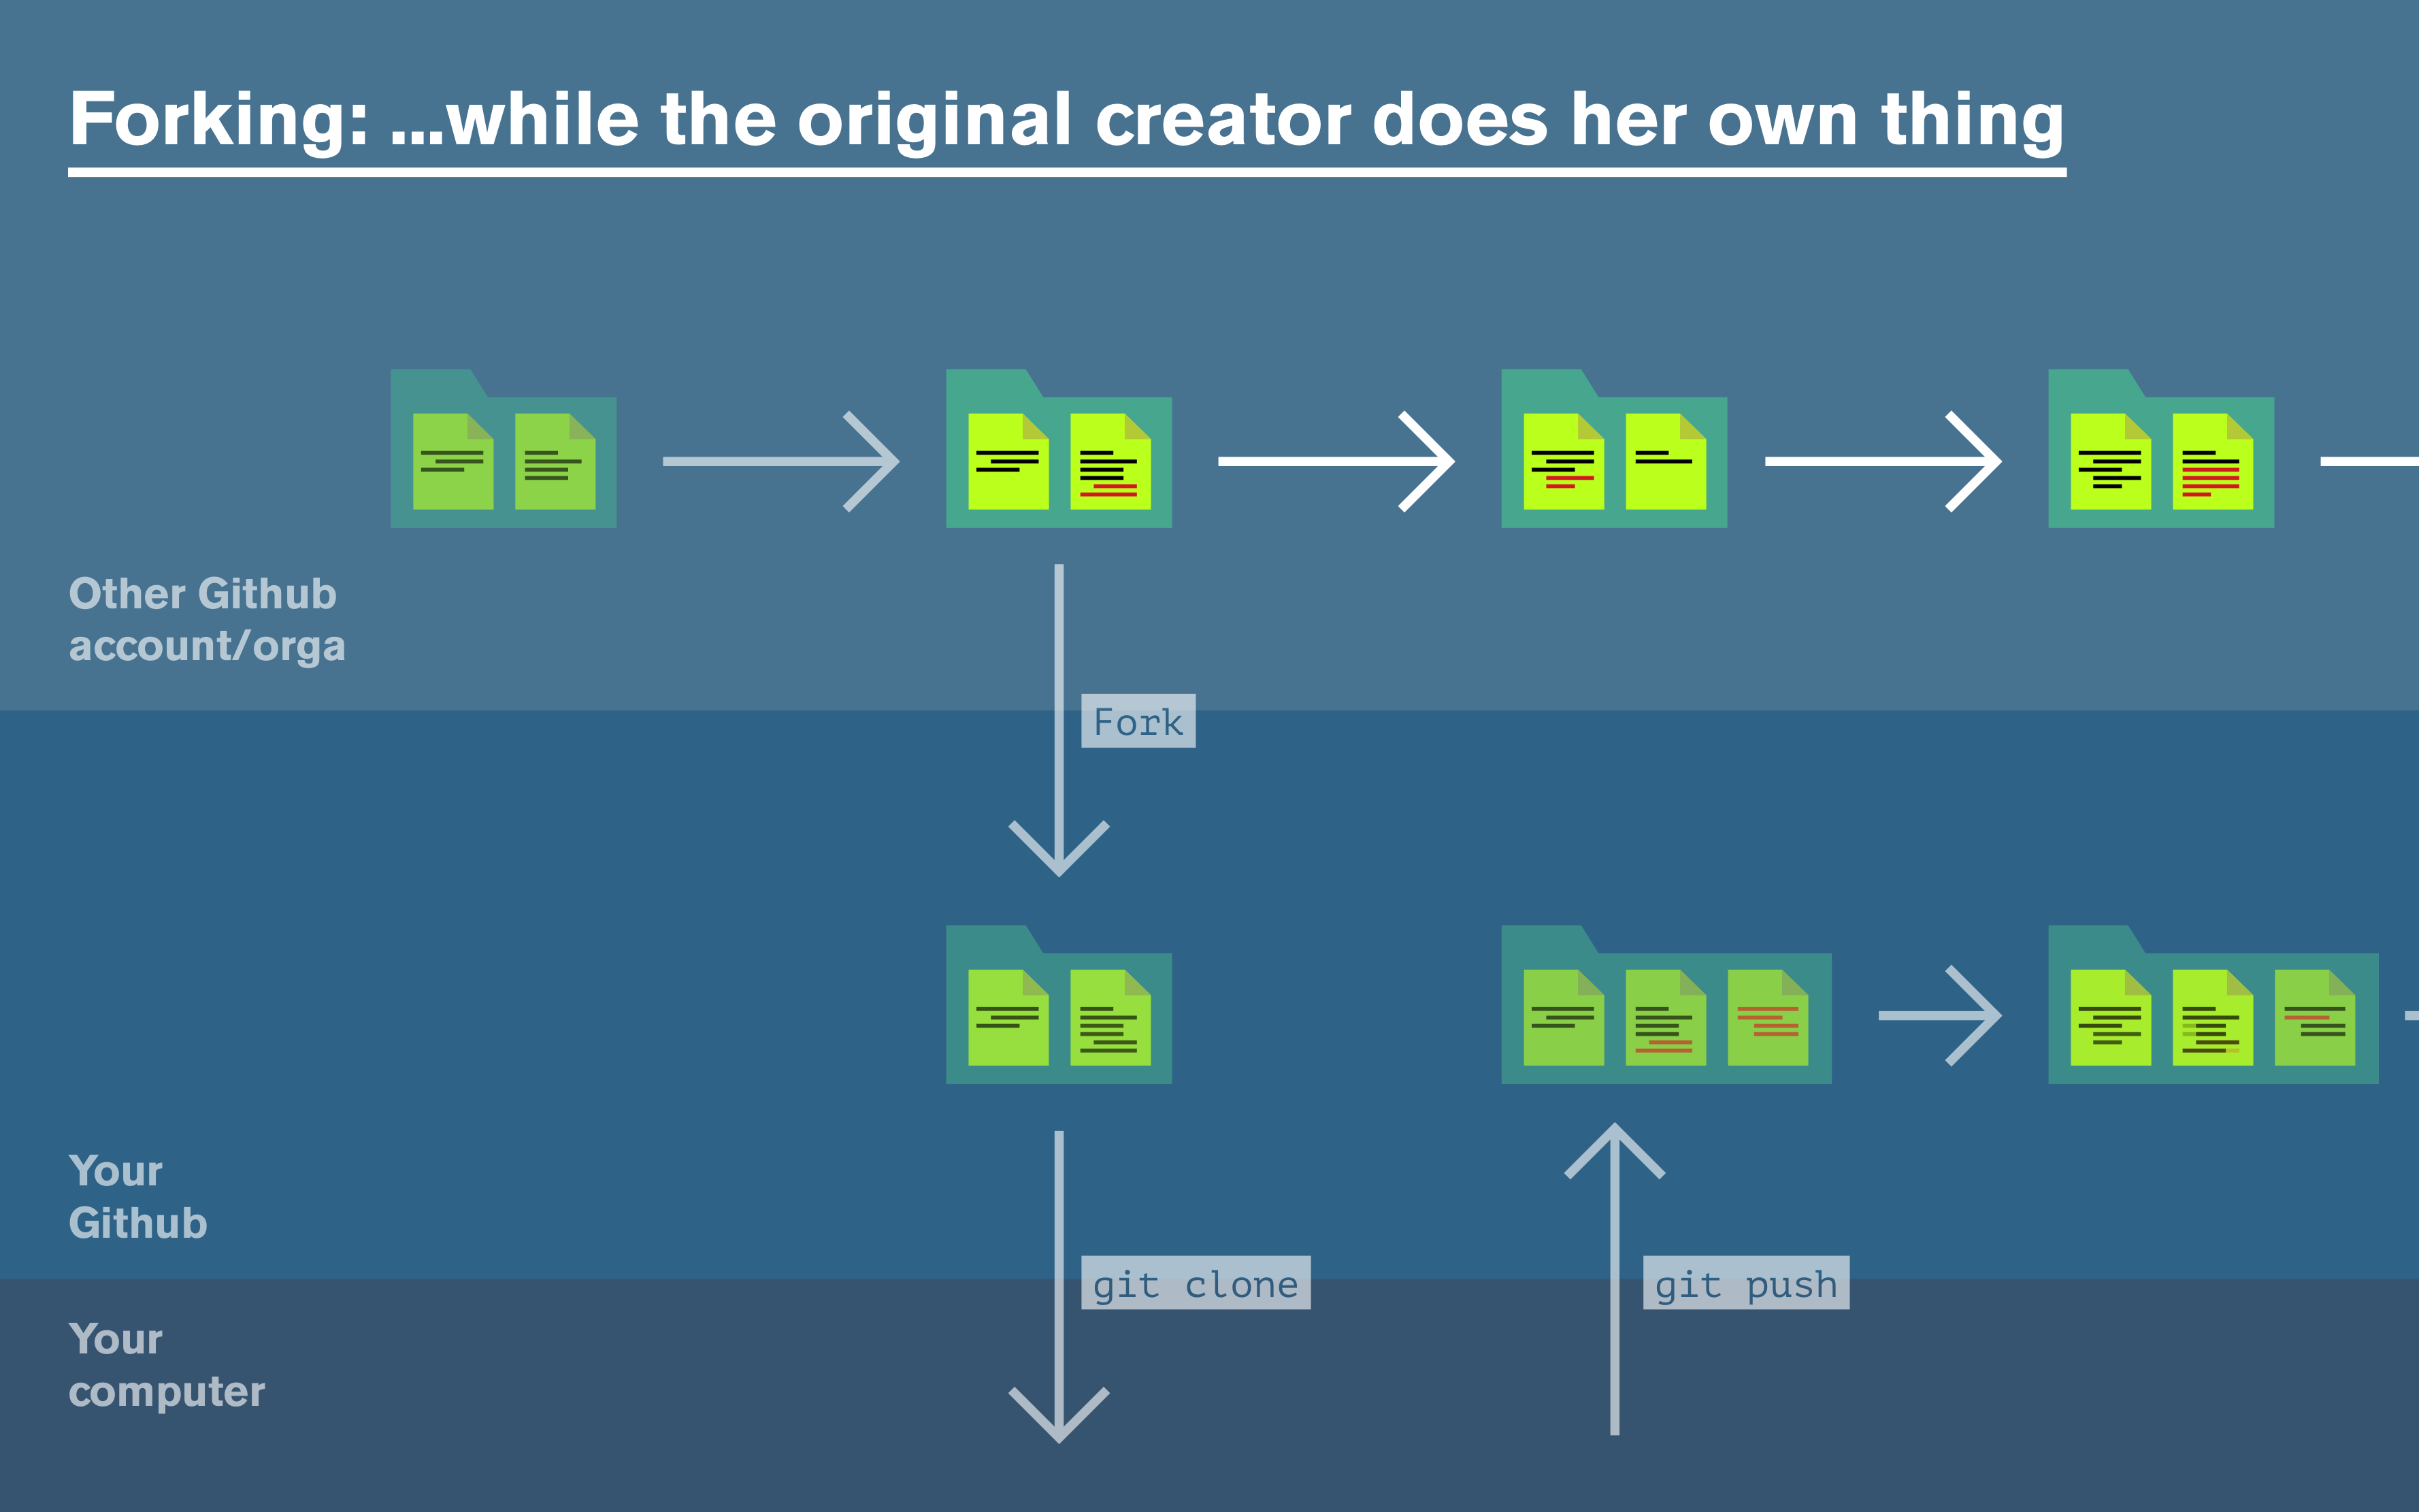 Forking: ...while the original creator does her own thing
Other Github
account/orga
Fork
Your
Github
git clone
git push
Your
computer